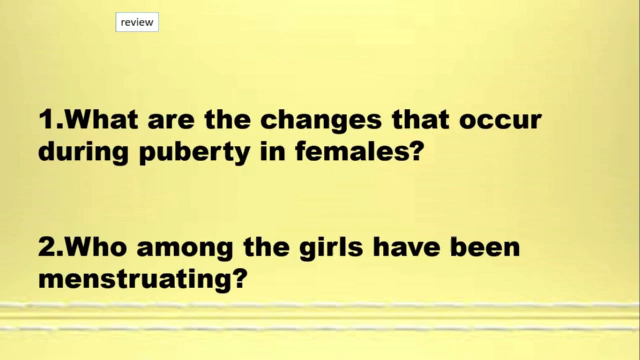 review
1.What are the changes that occur
during puberty in females?
2.Who among the girls have been
menstruating?